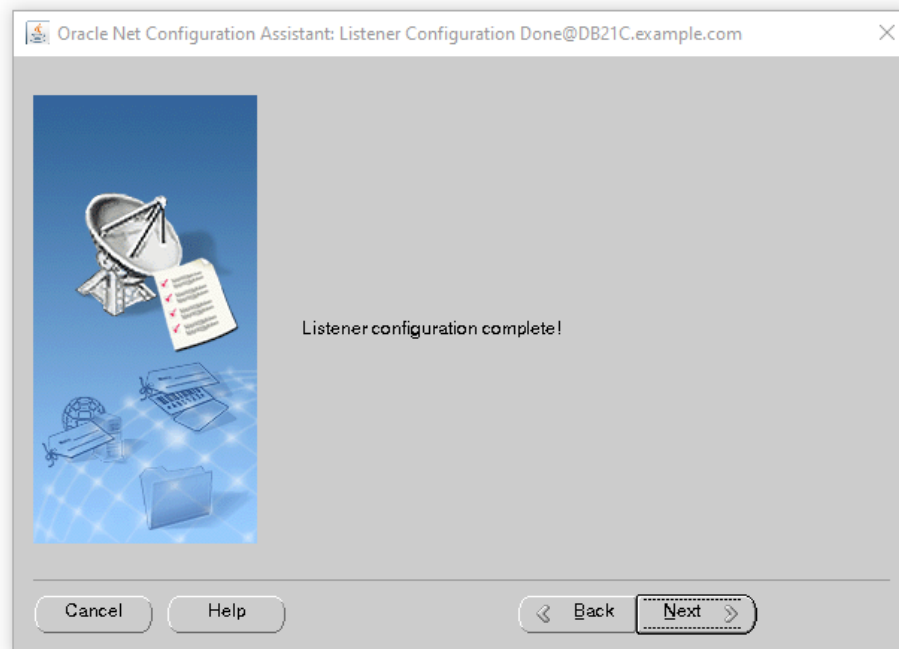 Oracle Net Configuration Assistant: Listener Configuration Done@DB21C.example.com
Listener configuration complete!
Cancel
Help
Back
Next